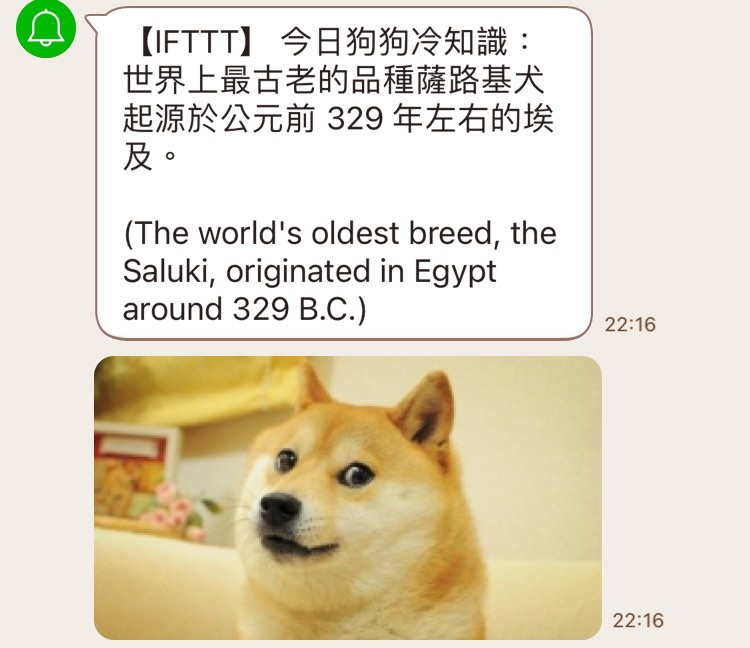 【IFTTT】 今日狗狗冷知識：
世界上最古老的品種薩路基犬
起源於公元前 329 年左右的埃
及。
(The world's oldest breed, the
Saluki, originated in Egypt
around 329 B.C.)
22:16
22:16